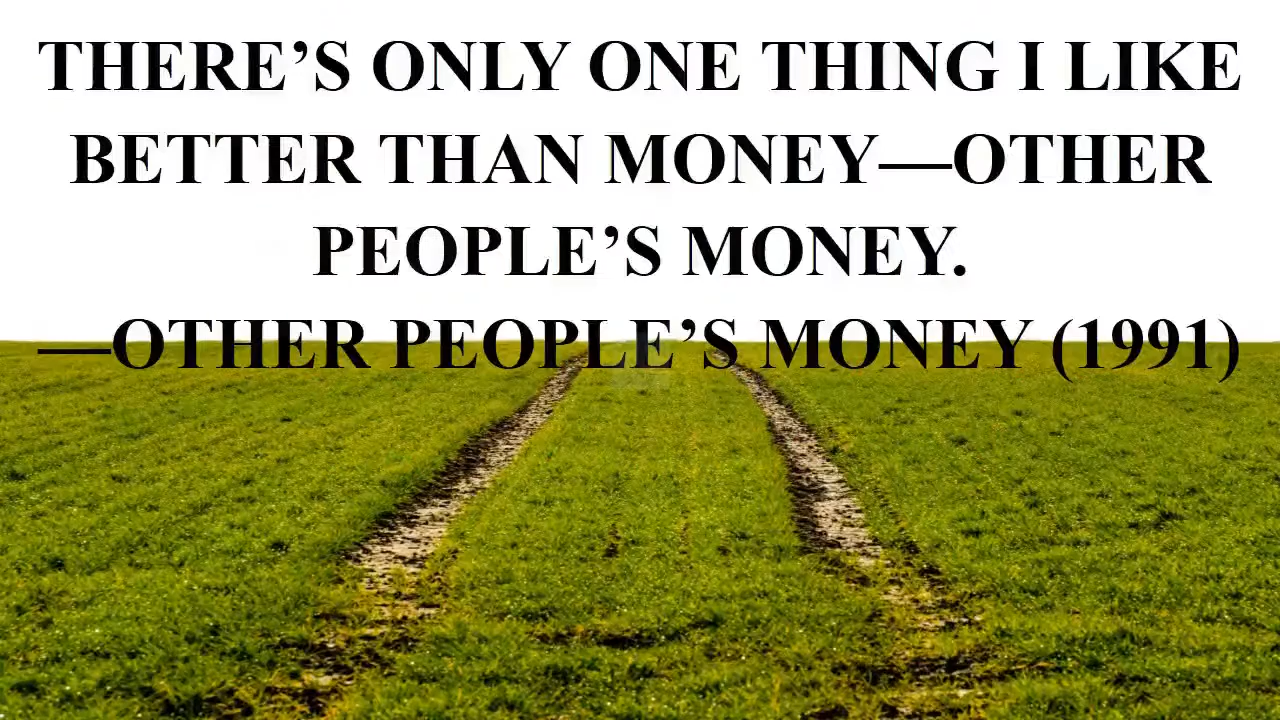 THERE’S ONLY ONE THING I LIKE
BETTER THAN MONEY—OTHER
PEOPLE’S MONEY.
—OTHER PEOPLE’S MONEY (1991)